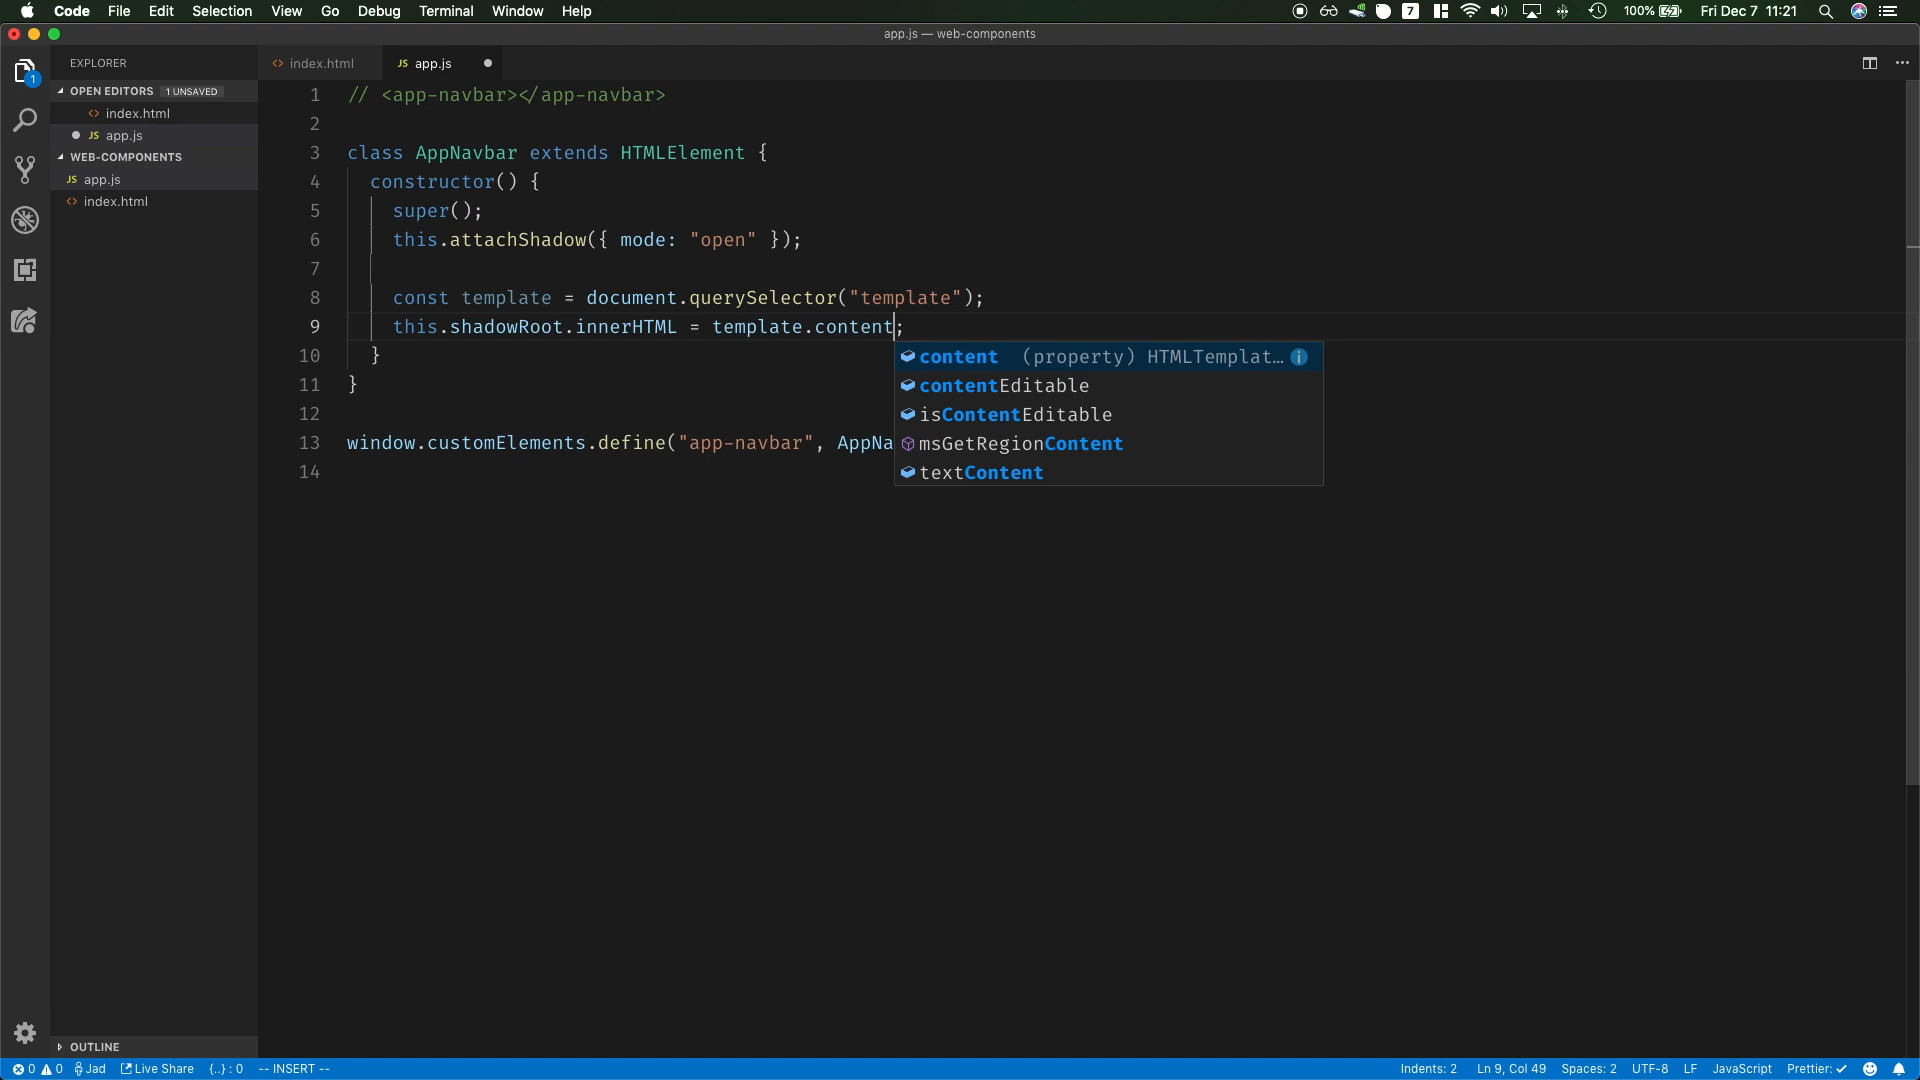 Code File Edit Selection View Go Debug Terminal Window Help 7 100% Fri Dec 7 11:21
app.js — web-components
EXPLORER
index.html
JS app.js
OPEN EDITORS 1 UNSAVED
<> index.html
JS app.js
WEB-COMPONENTS
JS app.js
<> index.html
1 // <app-navbar></app-navbar>
2
3 class AppNavbar extends HTMLElement {
4 constructor() {
5 super();
6 this.attachShadow({ mode: "open" });
7
8 const template = document.querySelector("template");
9 this.shadowRoot.innerHTML = template.content;
10 }
11 }
12
13 window.customElements.define("app-navbar", AppNa
14
content (property) HTMLTemplat…
contentEditable
isContentEditable
msGetRegionContent
textContent
OUTLINE
1
0 0 Jad Live Share {..} : 0 -- INSERT -- Indents: 2 Ln 9, Col 49 Spaces: 2 UTF-8 LF JavaScript Prettier: ✓